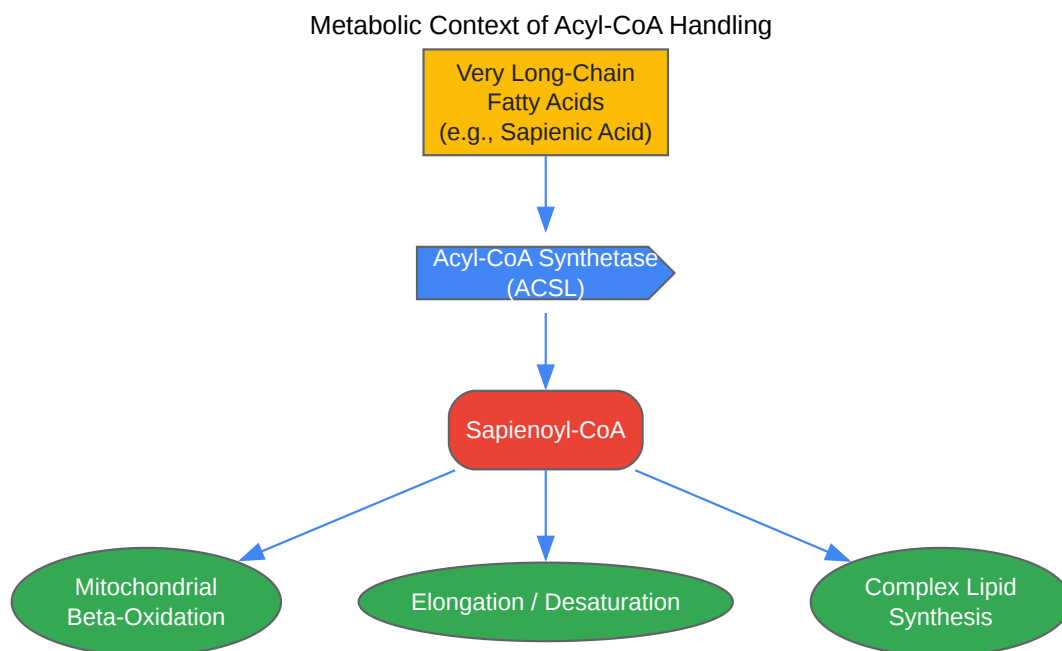 Metabolic Context of Acyl-CoA Handling
Very Long-Chain
Fatty Acids
(e.g., Sapienic Acid)
Acyl-CoA Synthetase
(ACSL)
Sapienoyl-CoA
Mitochondrial
Beta-Oxidation
Elongation / Desaturation
Complex Lipid
Synthesis